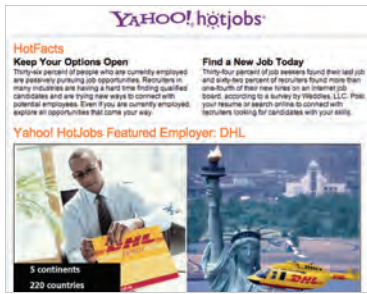 YAHOO! hotjobs
HotFacts
Keep Your Options Open
Thirty-six percent of people who are currently employed
are passively pursuing job opportunities. Recruiters in
many industries are having a hard time finding qualified
candidates and are trying new ways to connect with
potential employees. Even if you are currently employed,
explore all opportunities that come your way.
Find a New Job Today
Thirty-four percent of job seekers found their last job
and sixty-two percent of recruiters found more than
one-fourth of their new hires on an Internet job
board, according to a survey by Weddles, LLC. Post
your resume or search online to connect with
recruiters looking for candidates with your skills.
Yahoo! HotJobs Featured Employer: DHL
DHL
DHL
5 continents
220 countries